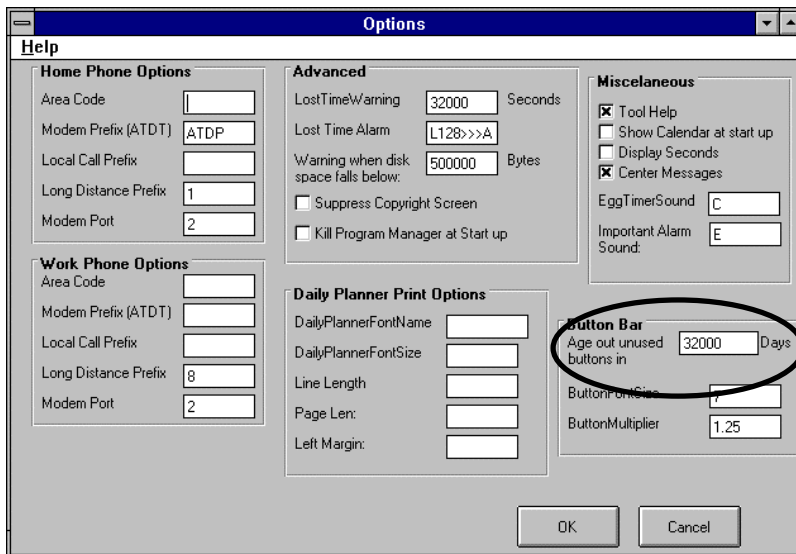 Options
Help
Home Phone Options
Area Code
Modem Prefix (ATDT) ATDP
Local Call Prefix
Long Distance Prefix 1
Modem Port 2
Work Phone Options
Area Code
Modem Prefix (ATDT)
Local Call Prefix
Long Distance Prefix 8
Modem Port 2
Advanced
LostTimeWarning 32000 Seconds
Lost Time Alarm L128>>>A
Warning when disk 500000 Bytes
space falls below:
Suppress Copyright Screen
Kill Program Manager at Start up
Daily Planner Print Options
DailyPlannerFontName
DailyPlannerFontSize
Line Length
Page Len:
Left Margin:
Miscelaneous
Tool Help
Show Calendar at start up
Display Seconds
Center Messages
EggTimerSound C
Important Alarm E
Sound:
Button Bar
Age out unused 32000 Days
buttons in
ButtonFontSize 7
ButtonMultiplier 1.25
OK Cancel